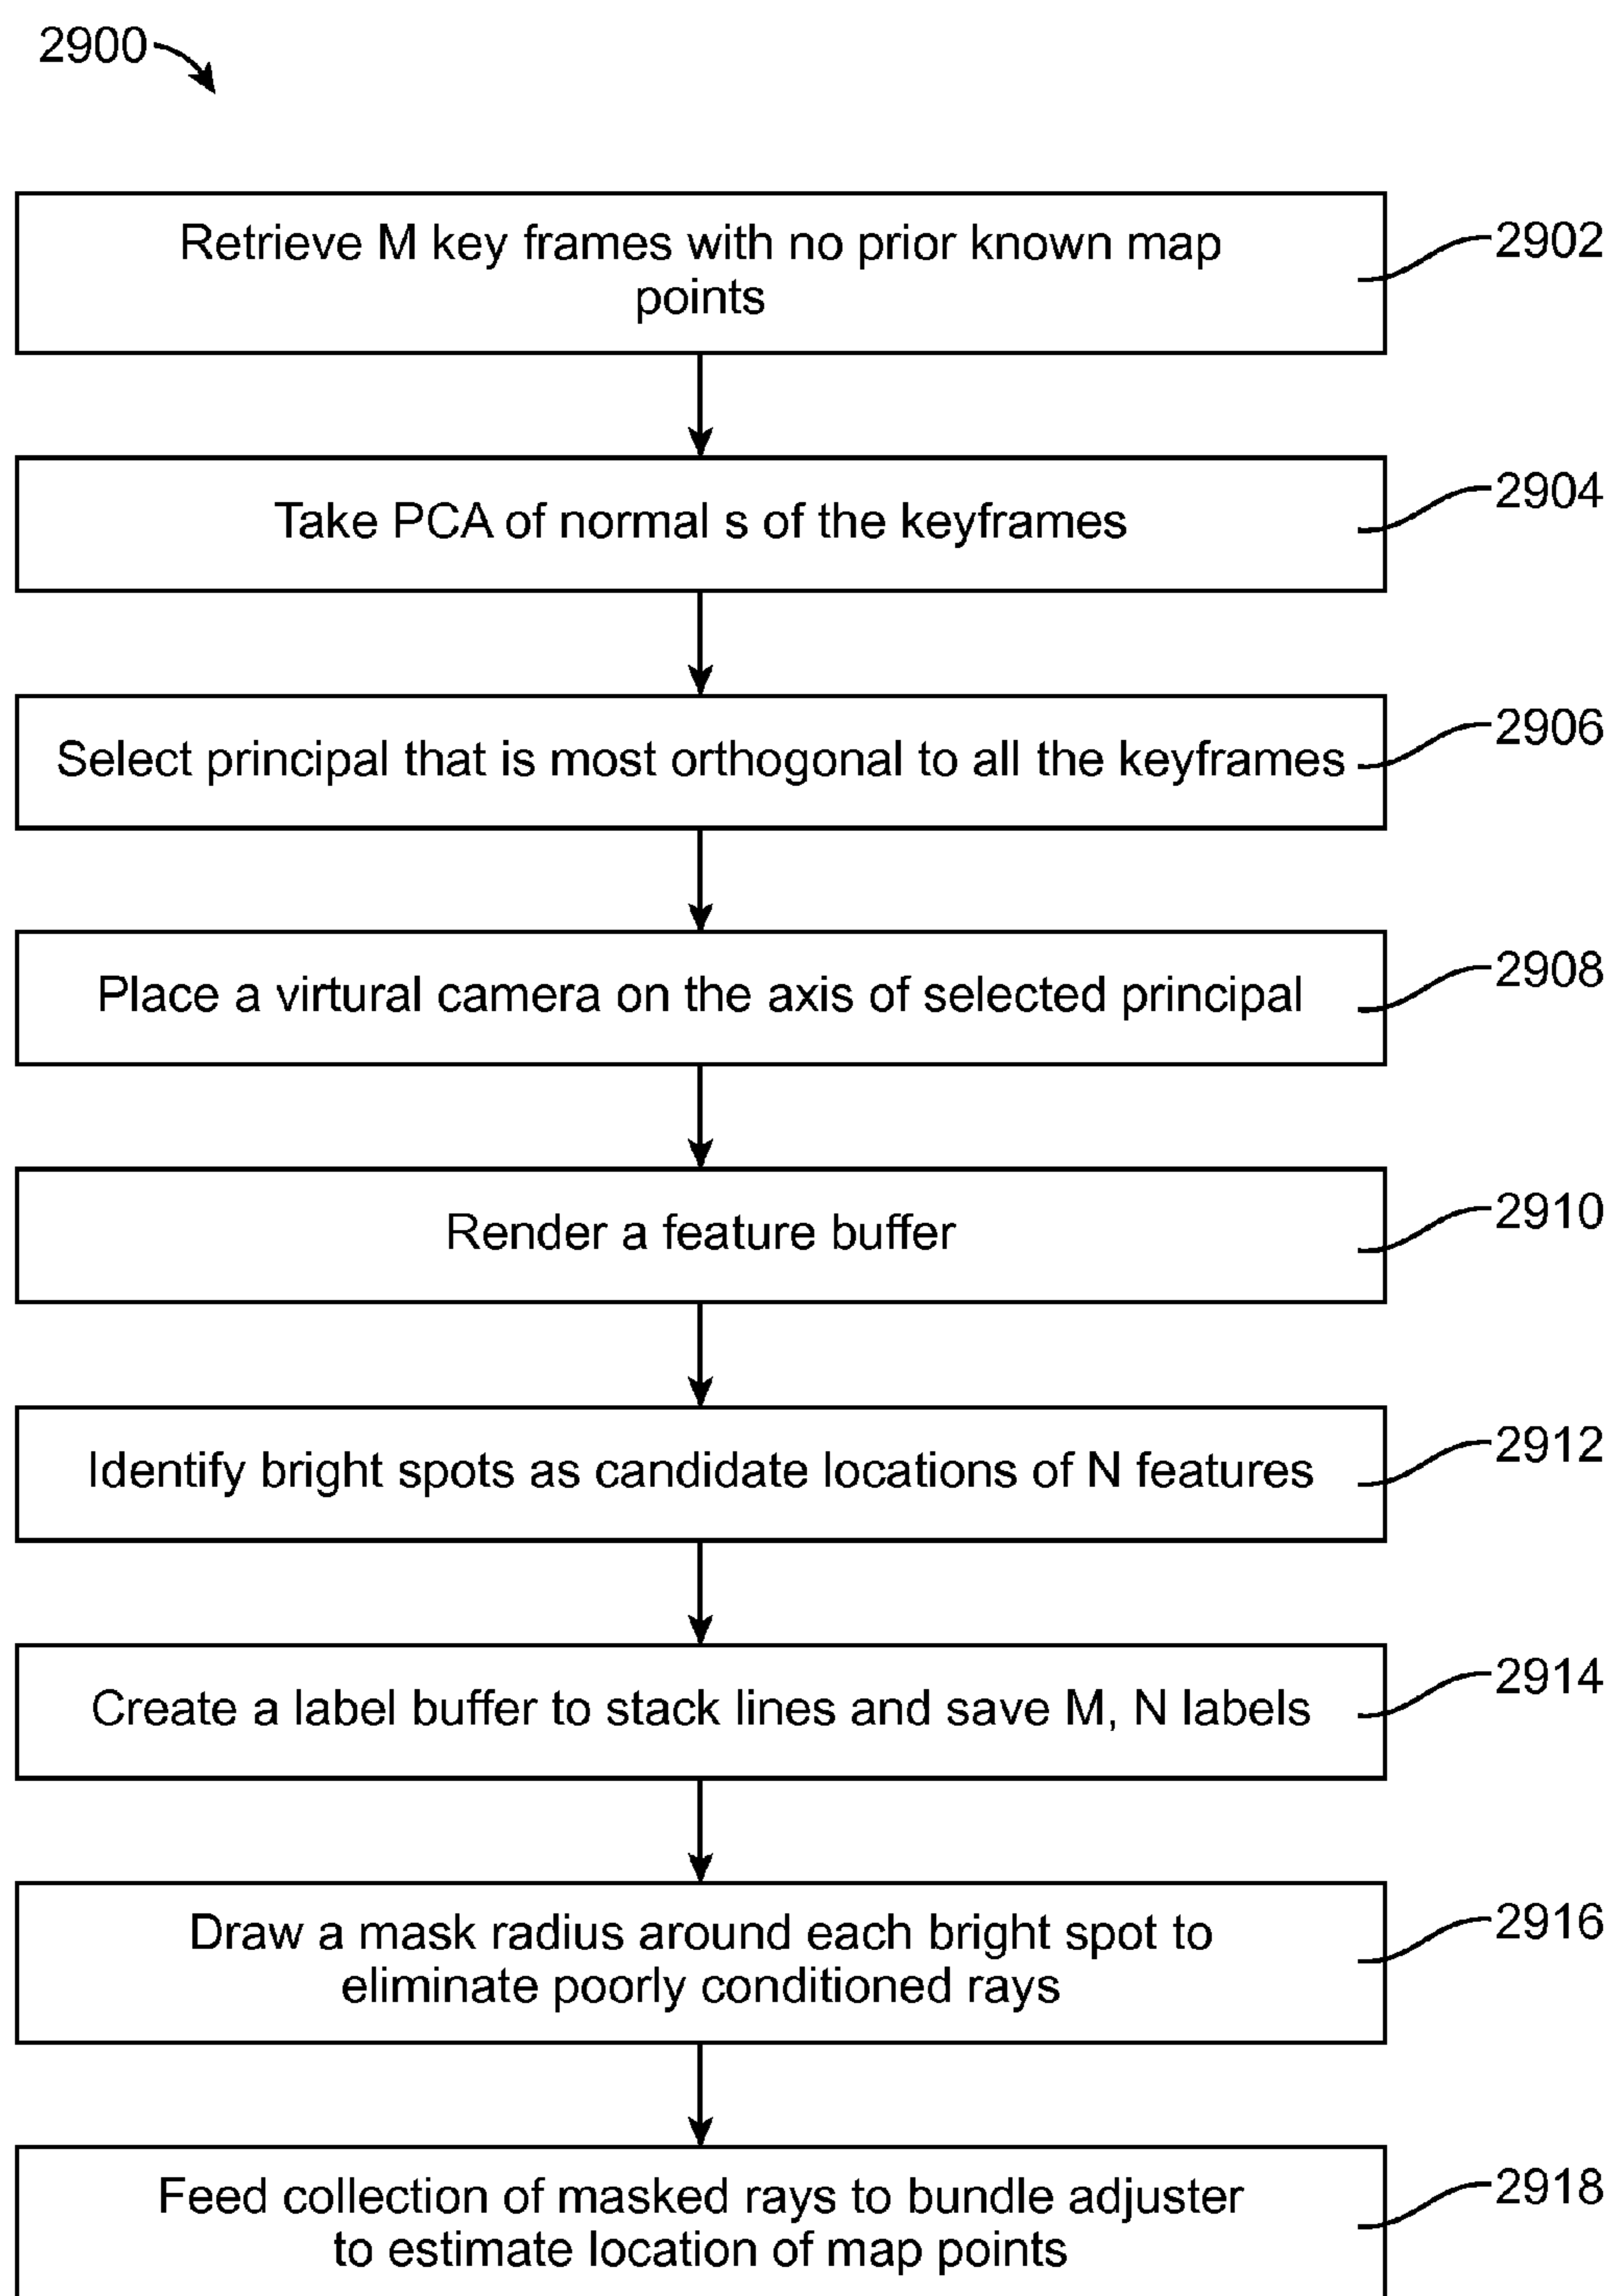 2900
Retrieve M key frames with no prior known map
points
2902
Take PCA of normal s of the keyframes
2904
Select principal that is most orthogonal to all the keyframes
2906
Place a virtural camera on the axis of selected principal
2908
Render a feature buffer
2910
Identify bright spots as candidate locations of N features
2912
Create a label buffer to stack lines and save M, N labels
2914
Draw a mask radius around each bright spot to
eliminate poorly conditioned rays
2916
Feed collection of masked rays to bundle adjuster
to estimate location of map points
2918